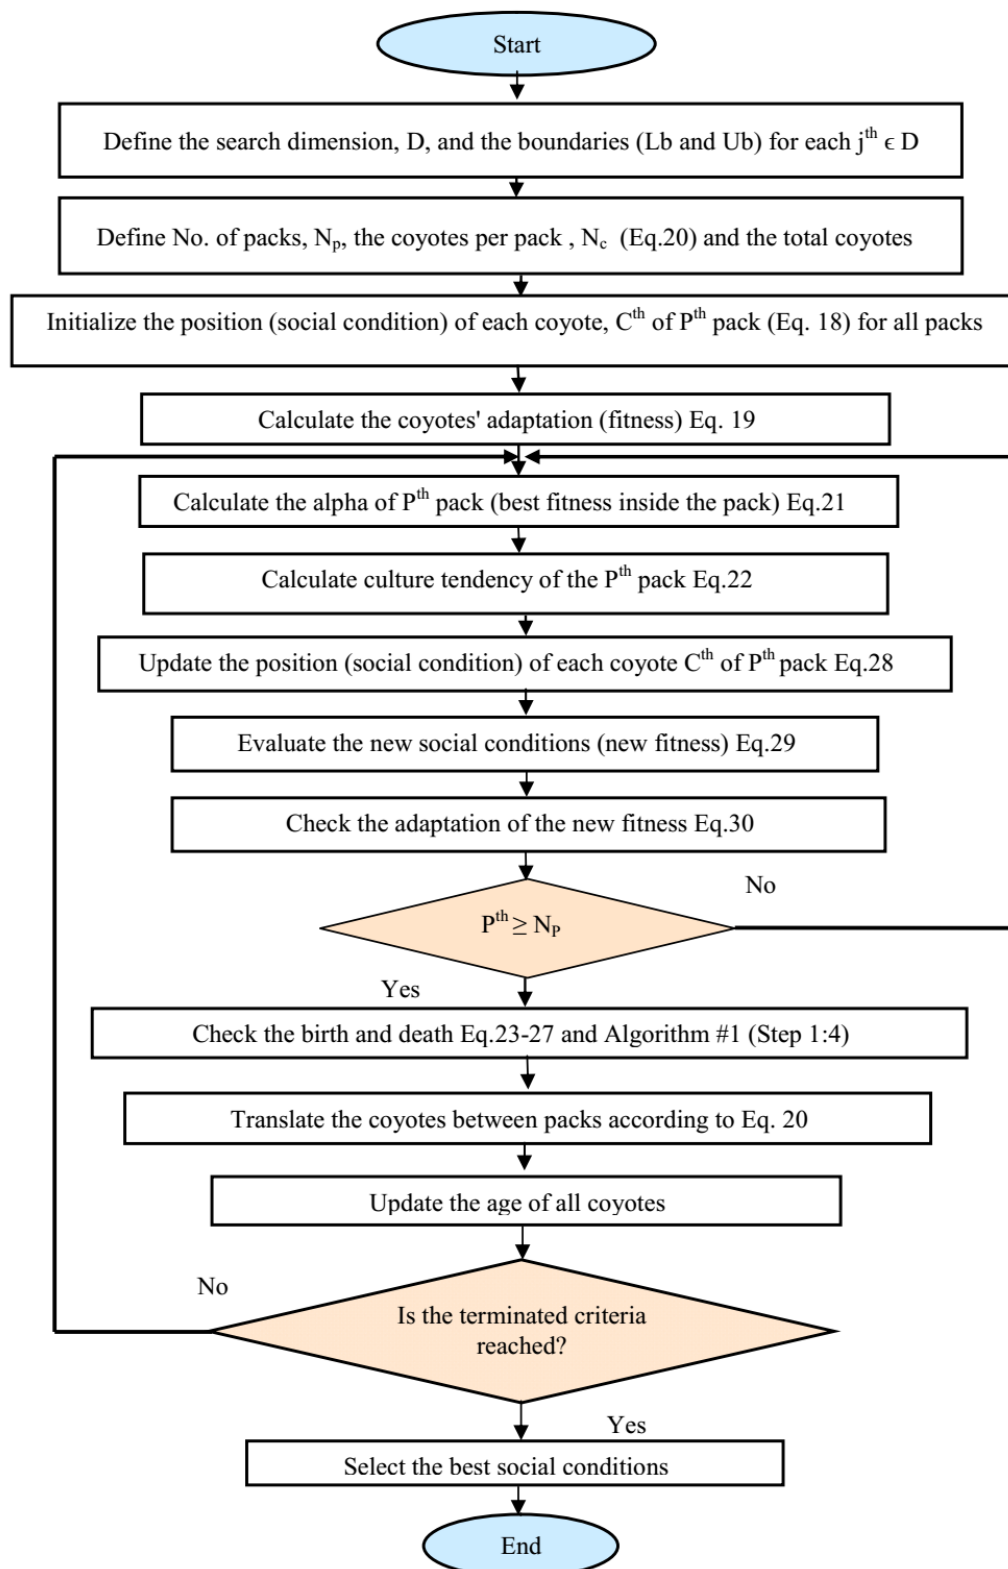 Start
Define the search dimension, D, and the boundaries (Lb and Ub) for each jth ϵ D
Define No. of packs, Np, the coyotes per pack , Nc (Eq.20) and the total coyotes
Initialize the position (social condition) of each coyote, Cth of Pth pack (Eq. 18) for all packs
Calculate the coyotes' adaptation (fitness) Eq. 19
Calculate the alpha of Pth pack (best fitness inside the pack) Eq.21
Calculate culture tendency of the Pth pack Eq.22
Update the position (social condition) of each coyote Cth of Pth pack Eq.28
Evaluate the new social conditions (new fitness) Eq.29
Check the adaptation of the new fitness Eq.30
No
Pth ≥ NP
Yes
Check the birth and death Eq.23-27 and Algorithm #1 (Step 1:4)
Translate the coyotes between packs according to Eq. 20
Update the age of all coyotes
No
Is the terminated criteria
reached?
Yes
Select the best social conditions
End